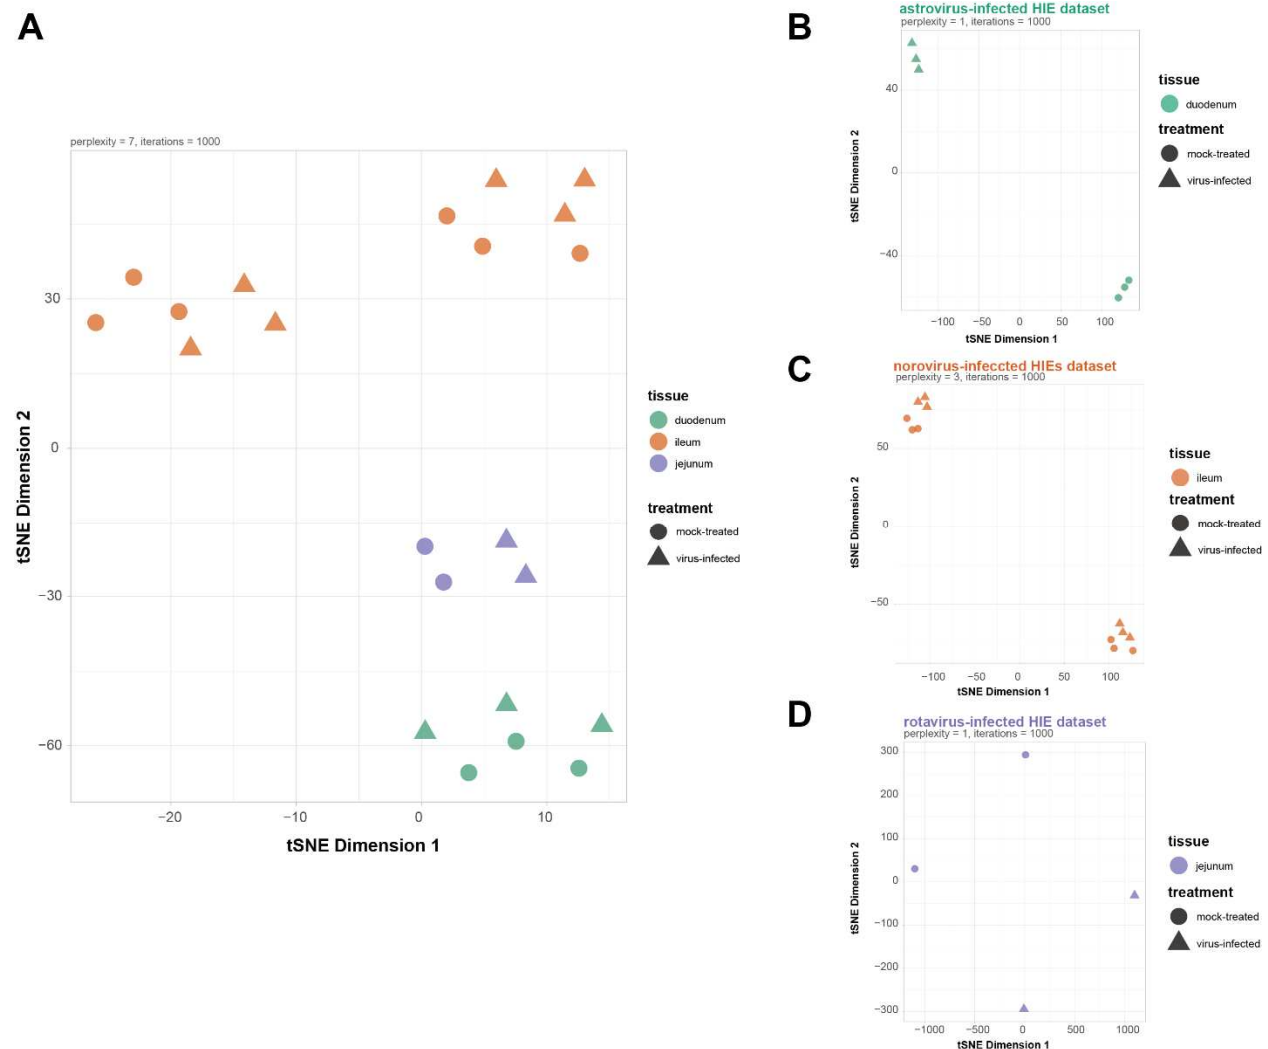 A
perplexity = 7, iterations = 1000
30
0
−30
−60
−20
−10
0
10
tSNE Dimension 1
tSNE Dimension 2
tissue
duodenum
ileum
jejunum
treatment
mock-treated
virus-infected
B
astrovirus-infected HIE dataset
perplexity = 1, iterations = 1000
40
0
−40
−100
−50
0
50
100
tSNE Dimension 1
tSNE Dimension 2
tissue
duodenum
treatment
mock-treated
virus-infected
C
norovirus-infeccted HIEs dataset
perplexity = 3, iterations = 1000
50
0
−50
−100
−50
0
50
100
tSNE Dimension 1
tSNE Dimension 2
tissue
ileum
treatment
mock-treated
virus-infected
D
rotavirus-infected HIE dataset
perplexity = 1, iterations = 1000
300
200
100
0
−100
−200
−300
−1000
−500
0
500
1000
tSNE Dimension 1
tSNE Dimension 2
tissue
jejunum
treatment
mock-treated
virus-infected